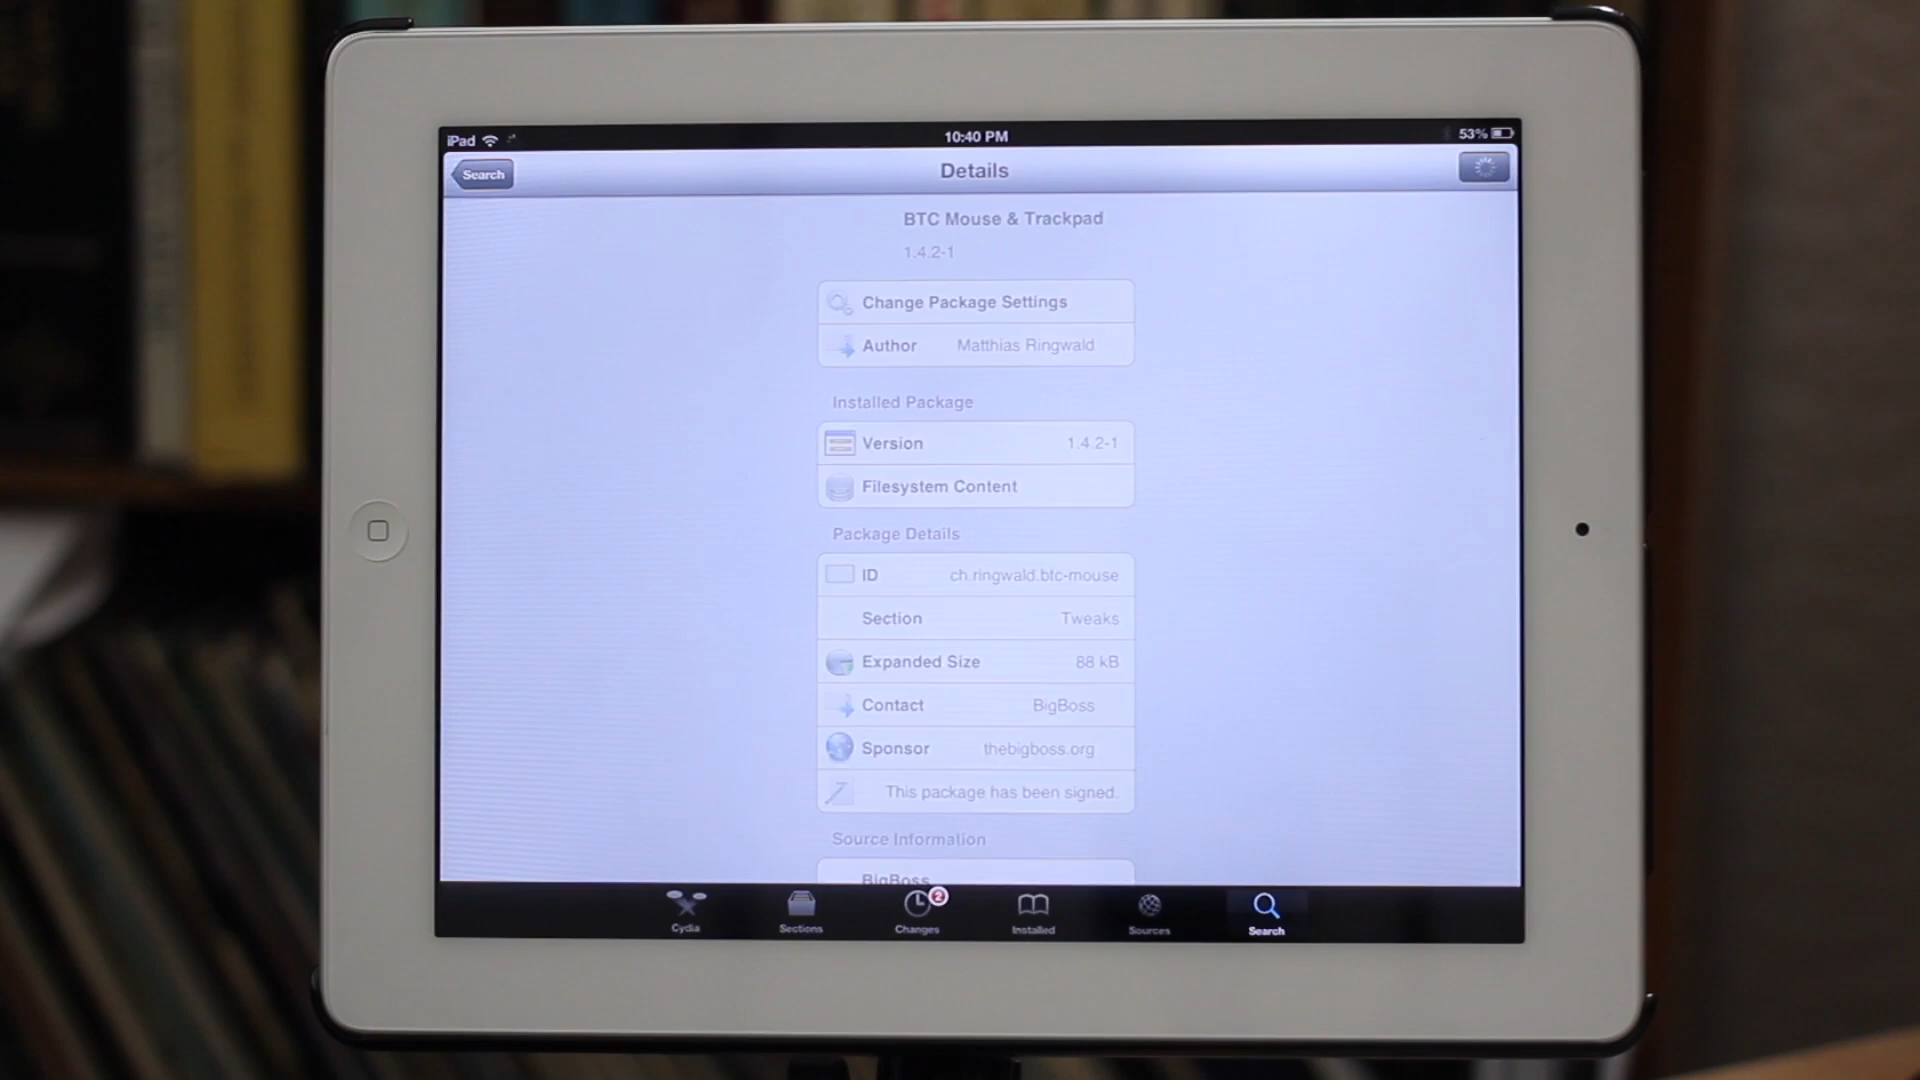 iPad 10:40 PM 53%
Search Details
BTC Mouse & Trackpad
1.4.2-1
Change Package Settings
Author Matthias Ringwald
Installed Package
Version 1.4.2-1
Filesystem Content
Package Details
ID ch.ringwald.btc-mouse
Section Tweaks
Expanded Size 88 kB
Contact BigBoss
Sponsor thebigboss.org
This package has been signed.
Source Information
BigBoss
2
Cydia Sections Changes Installed Sources Search